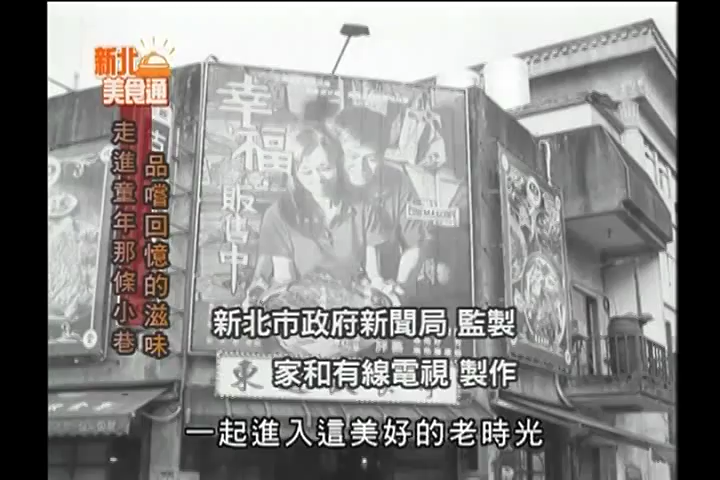 新北
美食通
品嚐回憶的滋味
走進童年那條小巷
幸福
販售中
CINEMASCOPE
新北市政府新聞局 監製
東
家和有線電視 製作
一起進入這美好的老時光